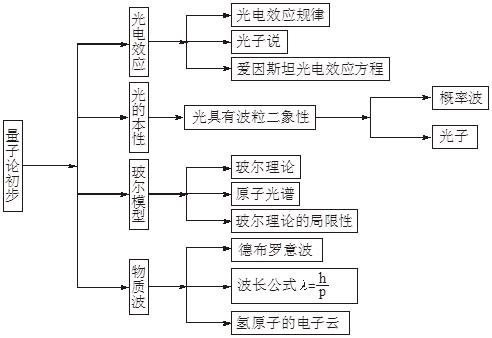 量子论初步
光电效应
光电效应规律
光子说
爱因斯坦光电效应方程
光的本性
光具有波粒二象性
概率波
光子
玻尔模型
玻尔理论
原子光谱
玻尔理论的局限性
物质波
德布罗意波
波长公式λ=h/p
氢原子的电子云